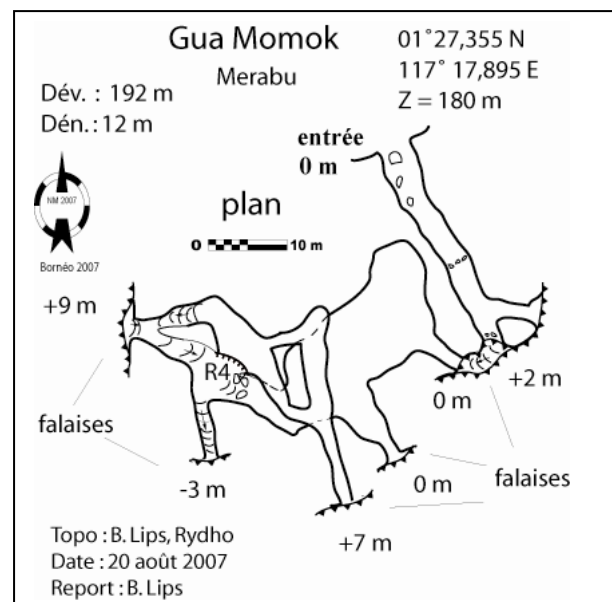 Gua Momok
Merabu
01°27,355 N
117° 17,895 E
Z = 180 m
Dév. : 192 m
Dén. : 12 m
entrée
0 m
NM 2007
Bornéo 2007
plan
0 10 m
+9 m
R4
falaises
-3 m
0 m
+2 m
0 m
falaises
+7 m
Topo : B. Lips, Rydho
Date : 20 août 2007
Report : B. Lips